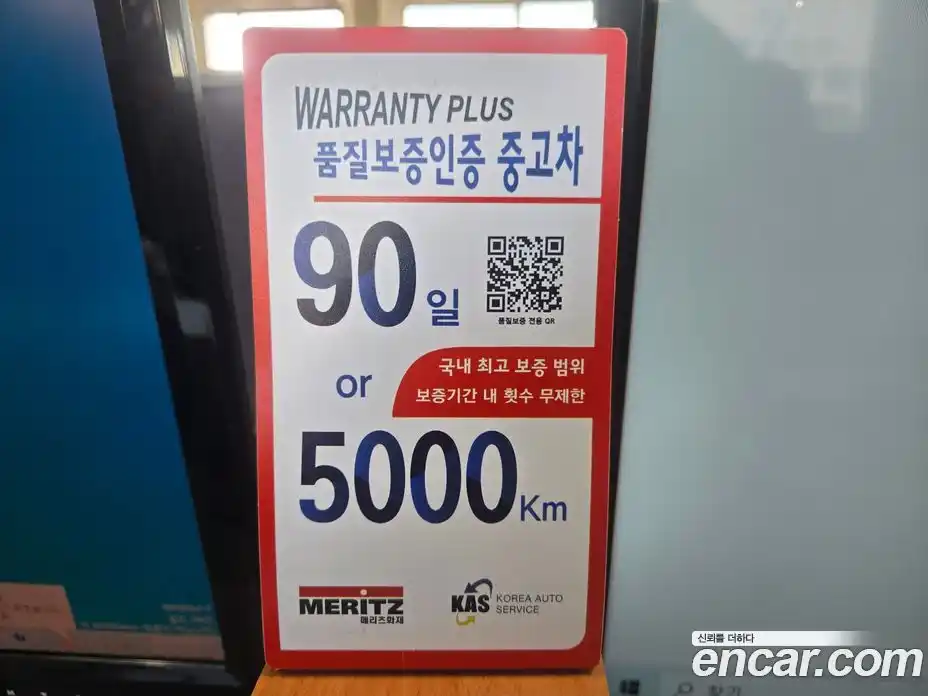 WARRANTY PLUS
품질보증인증 중고차
90일
품질보증 전용 QR
or
국내 최고 보증 범위
보증기간 내 횟수 무제한
5000Km
MERITZ
메리츠화재
KAS
KOREA AUTO
SERVICE
신뢰를 더하다
encar.com